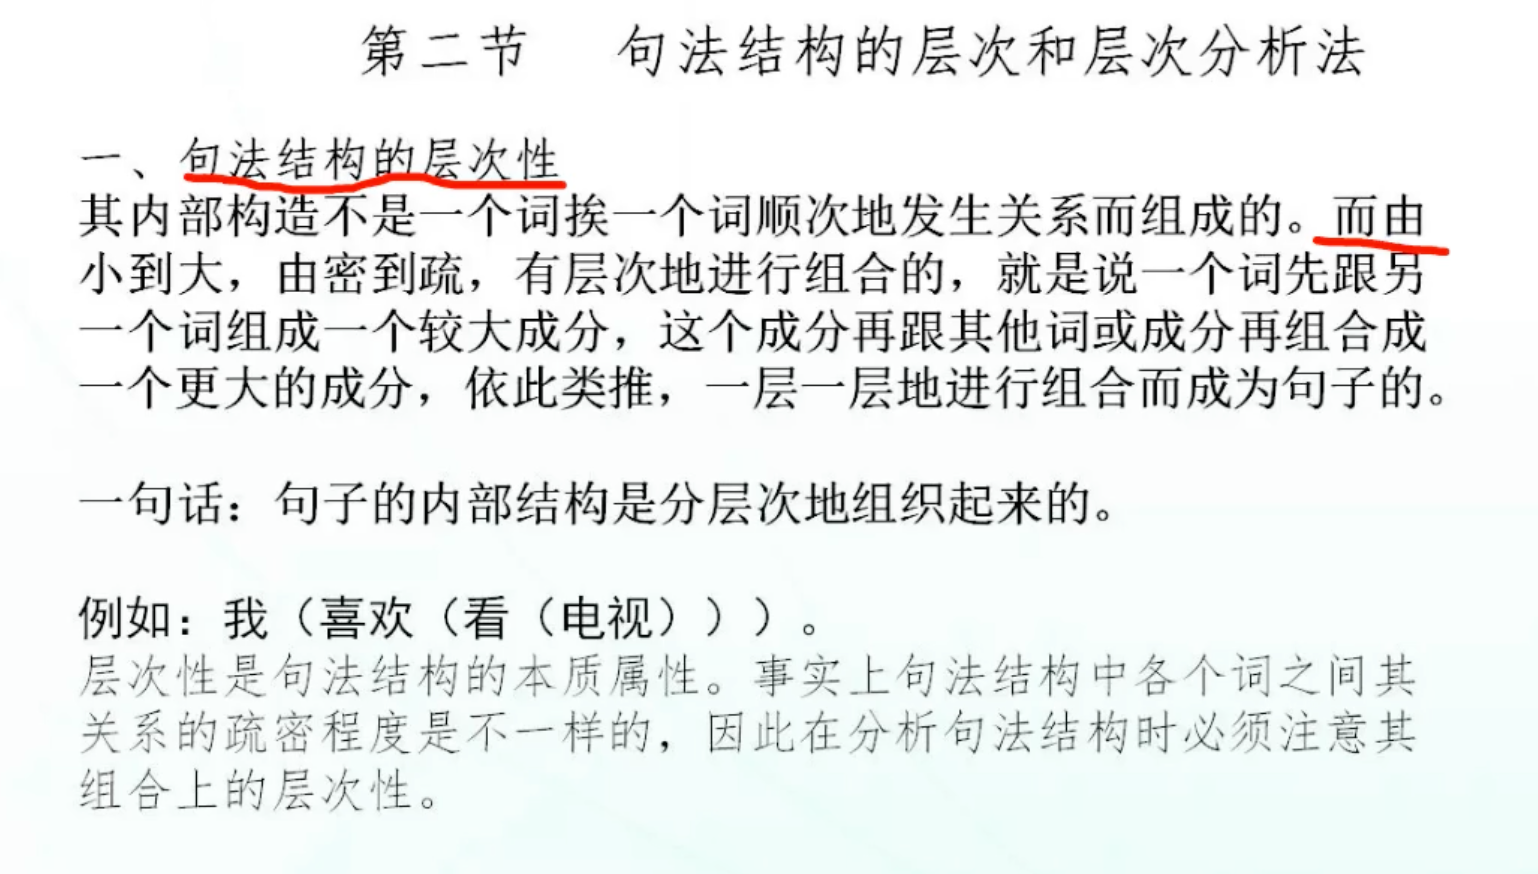 第二节 句法结构的层次和层次分析法
一、句法结构的层次性
其内部构造不是一个词挨一个词顺次地发生关系而组成的。而由
小到大，由密到疏，有层次地进行组合的，就是说一个词先跟另
一个词组成一个较大成分，这个成分再跟其他词或成分再组合成
一个更大的成分，依此类推，一层一层地进行组合而成为句子的。
一句话：句子的内部结构是分层次地组织起来的。
例如：我（喜欢（看（电视）））。
层次性是句法结构的本质属性。事实上句法结构中各个词之间其
关系的疏密程度是不一样的，因此在分析句法结构时必须注意其
组合上的层次性。